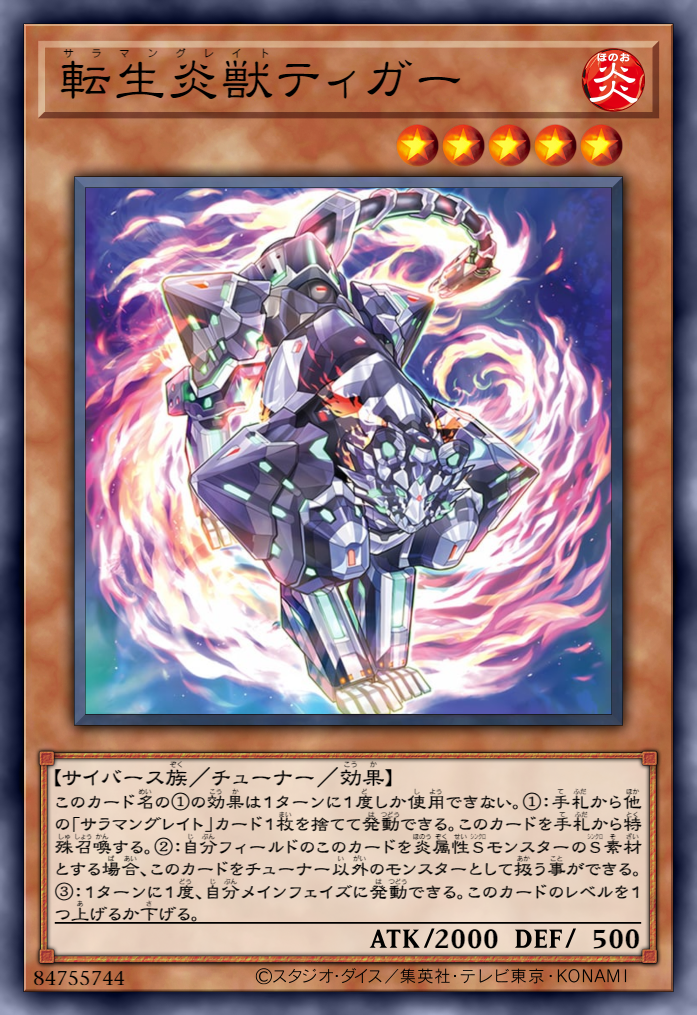 サラマングレイト
転生炎獣ティガー
ほのお
炎
【サイバース族／チューナー／効果】
このカード名の①の効果は1ターンに1度しか使用できない。①：手札から他
の「サラマングレイト」カード1枚を捨てて発動できる。このカードを手札から特
殊召喚する。②：自分フィールドのこのカードを炎属性SモンスターのS素材
とする場合、このカードをチューナー以外のモンスターとして扱う事ができる。
③：1ターンに1度、自分メインフェイズに発動できる。このカードのレベルを1
つ上げるか下げる。
ATK/2000 DEF/ 500
84755744 ©スタジオ・ダイス／集英社・テレビ東京・KONAMI